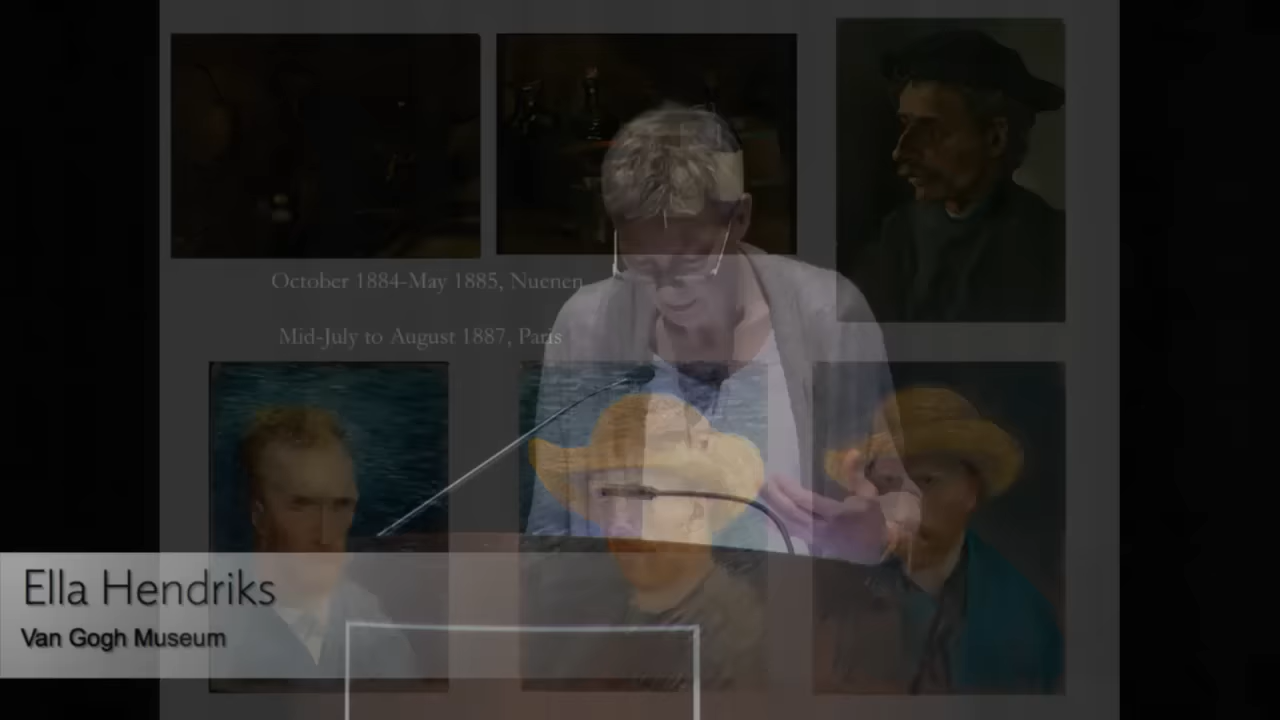 October 1884-May 1885, Nuenen
Mid-July to August 1887, Paris
Ella Hendriks
Van Gogh Museum